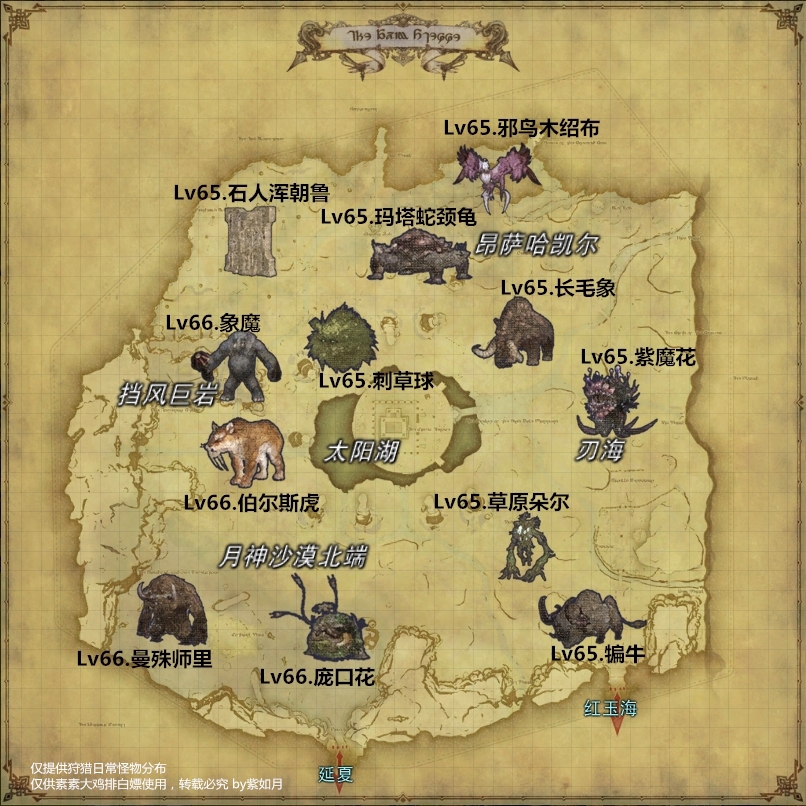 Lv65.邪鸟木绍布
Lv65.石人浑朝鲁
Lv65.玛塔蛇颈龟
昂萨哈凯尔
Lv65.长毛象
Lv66.象魔
Lv65.紫魔花
Lv65.刺草球
挡风巨岩
太阳湖
刃海
Lv66.伯尔斯虎
Lv65.草原朵尔
月神沙漠北端
Lv66.曼殊师里
Lv65.犏牛
Lv66.庞口花
红玉海
延夏
仅提供狩猎日常怪物分布
仅供素素大鸡排白嫖使用，转载必究 by紫如月